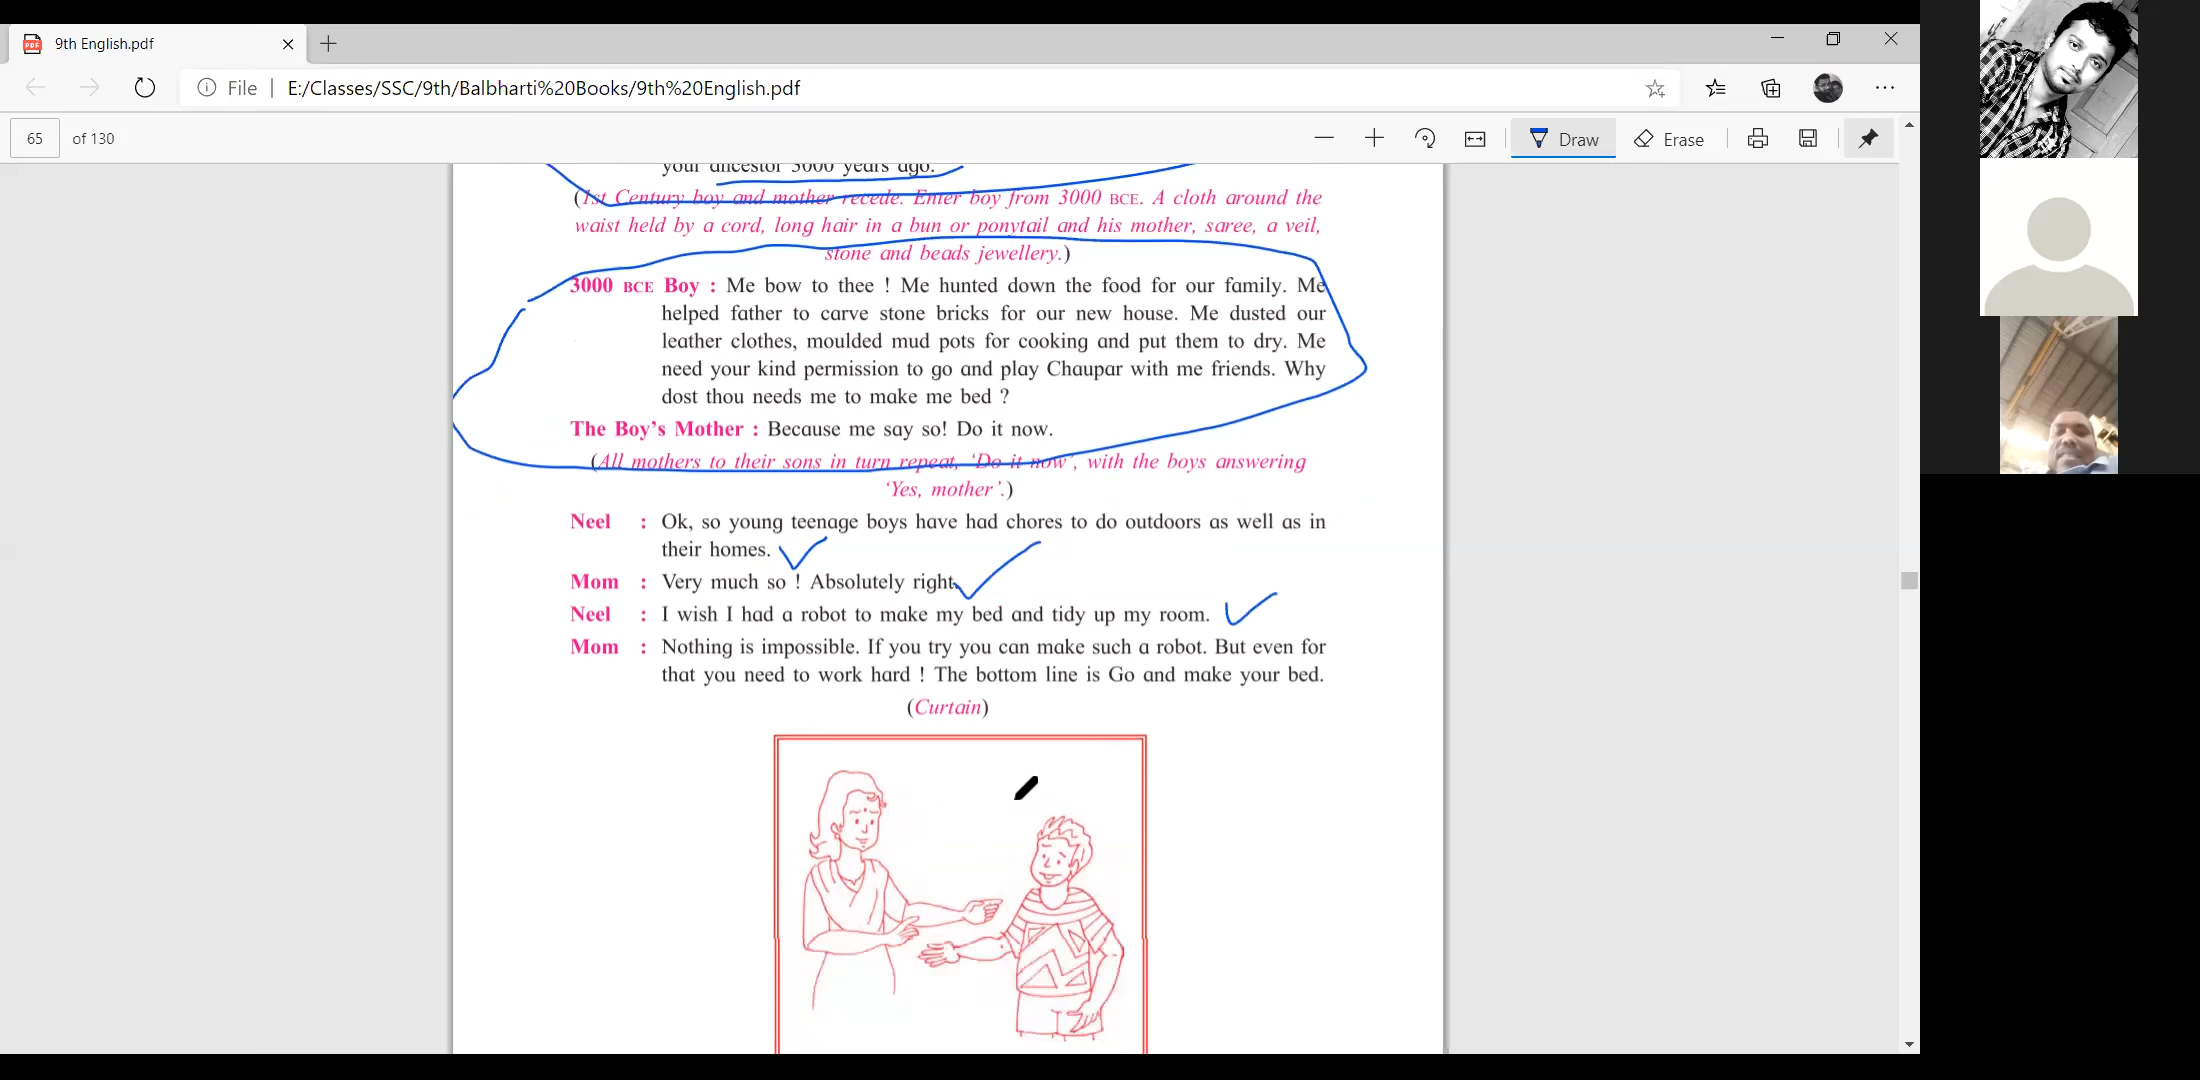 9th English.pdf
File | E:/Classes/SSC/9th/Balbharti%20Books/9th%20English.pdf
65 of 130
Draw
Erase
your ancestor 3000 years ago.
(1st Century boy and mother recede. Enter boy from 3000 BCE. A cloth around the
waist held by a cord, long hair in a bun or ponytail and his mother, saree, a veil,
stone and beads jewellery.)
3000 BCE Boy : Me bow to thee ! Me hunted down the food for our family. Me
helped father to carve stone bricks for our new house. Me dusted our
leather clothes, moulded mud pots for cooking and put them to dry. Me
need your kind permission to go and play Chaupar with me friends. Why
dost thou needs me to make me bed ?
The Boy's Mother : Because me say so! Do it now.
(All mothers to their sons in turn repeat, 'Do it now', with the boys answering
'Yes, mother'.)
Neel : Ok, so young teenage boys have had chores to do outdoors as well as in
their homes.
Mom : Very much so ! Absolutely right.
Neel : I wish I had a robot to make my bed and tidy up my room.
Mom : Nothing is impossible. If you try you can make such a robot. But even for
that you need to work hard ! The bottom line is Go and make your bed.
(Curtain)